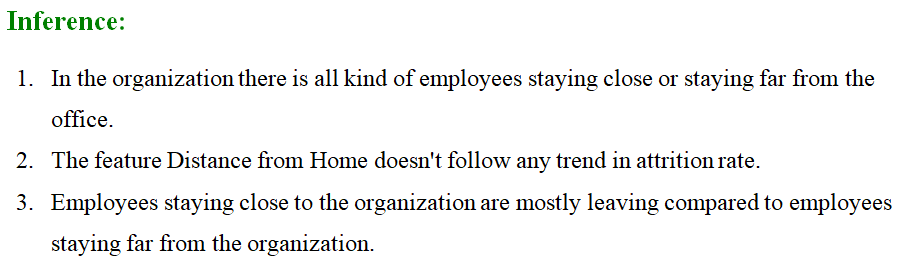 Inference:
1. In the organization there is all kind of employees staying close or staying far from the
office.
2. The feature Distance from Home doesn't follow any trend in attrition rate.
3. Employees staying close to the organization are mostly leaving compared to employees
staying far from the organization.